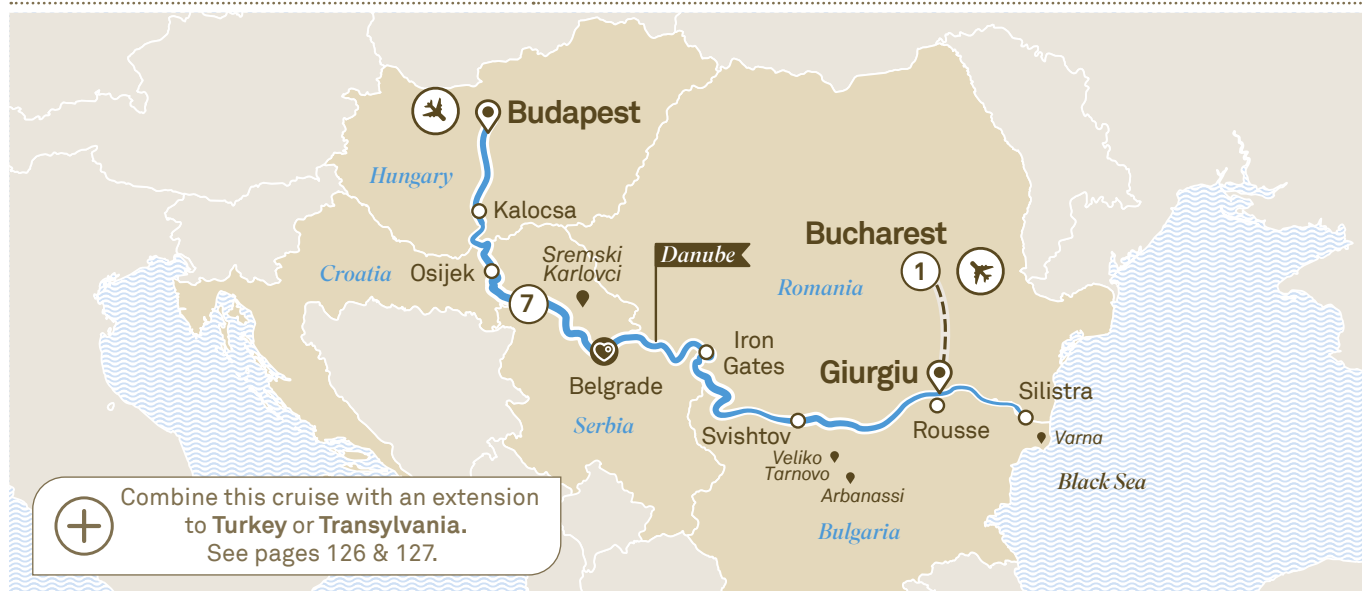 Budapest
Hungary
Kalocsa
Sremski
Karlovci
Danube
Bucharest
1
Croatia
Osijek
Romania
7
Iron
Gates
Belgrade
Giurgiu
Silistra
Serbia
Svishtov
Rousse
Varna
Veliko
Tarnovo
Arbanassi
Black Sea
Bulgaria
Combine this cruise with an extension
to Turkey or Transylvania.
See pages 126 & 127.